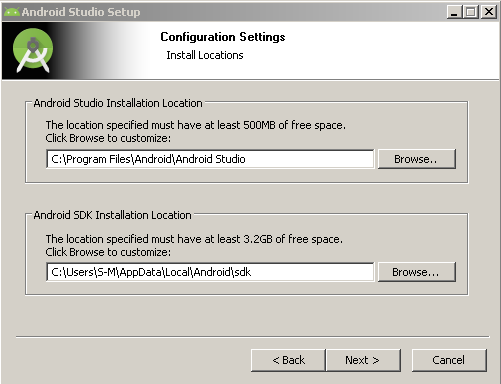 Android Studio Setup
Configuration Settings
Install Locations
Android Studio Installation Location
The location specified must have at least 500MB of free space.
Click Browse to customize:
C:\Program Files\Android\Android Studio
Browse..
Android SDK Installation Location
The location specified must have at least 3.2GB of free space.
Click Browse to customize:
C:\Users\S-M\AppData\Local\Android\sdk
Browse...
< Back
Next >
Cancel